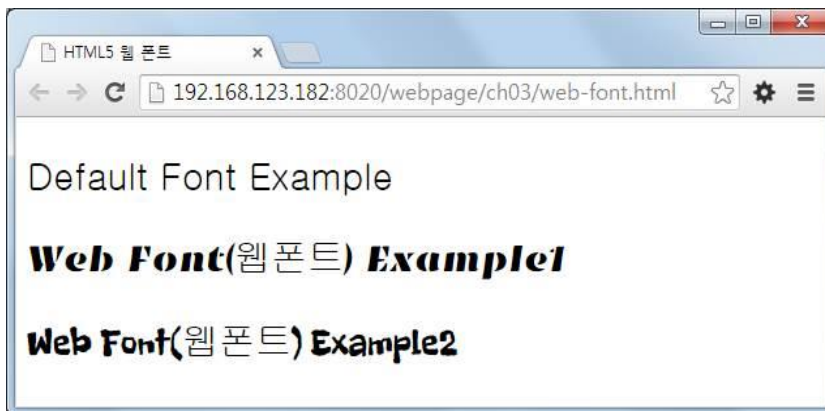 HTML5 웹 폰트
192.168.123.182:8020/webpage/ch03/web-font.html
Default Font Example
Web Font(웹폰트) Example1
Web Font(웹폰트) Example2